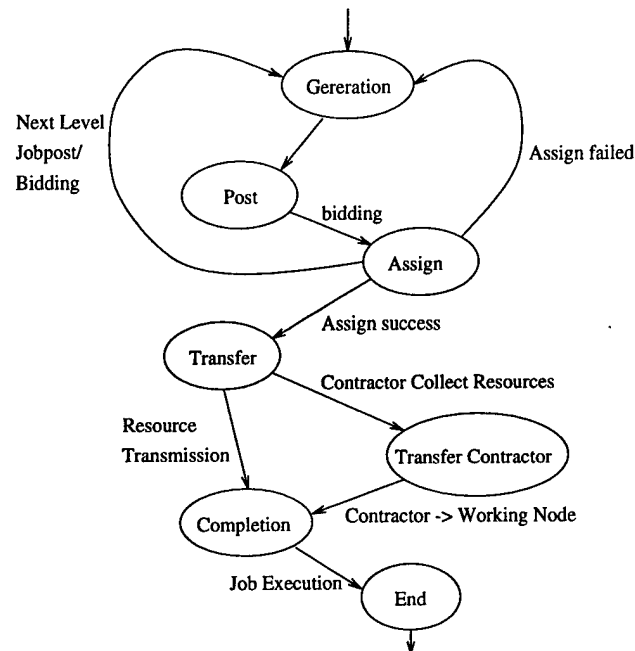 Gereration
Next Level
Jobpost/
Bidding
Assign failed
Post
bidding
Assign
Assign success
Transfer
Contractor Collect Resources
Resource
Transmission
Transfer Contractor
Completion
Contractor -> Working Node
Job Execution
End